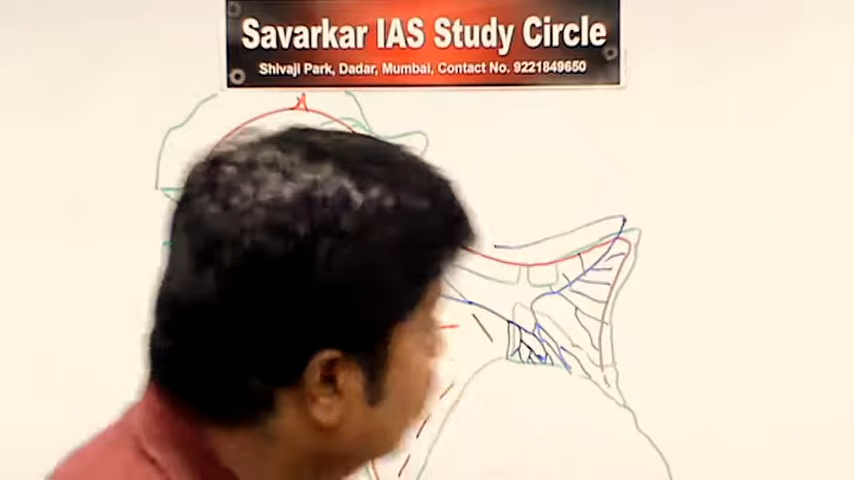 Savarkar IAS Study Circle
Shivaji Park, Dadar, Mumbai, Contact No. 9221849650